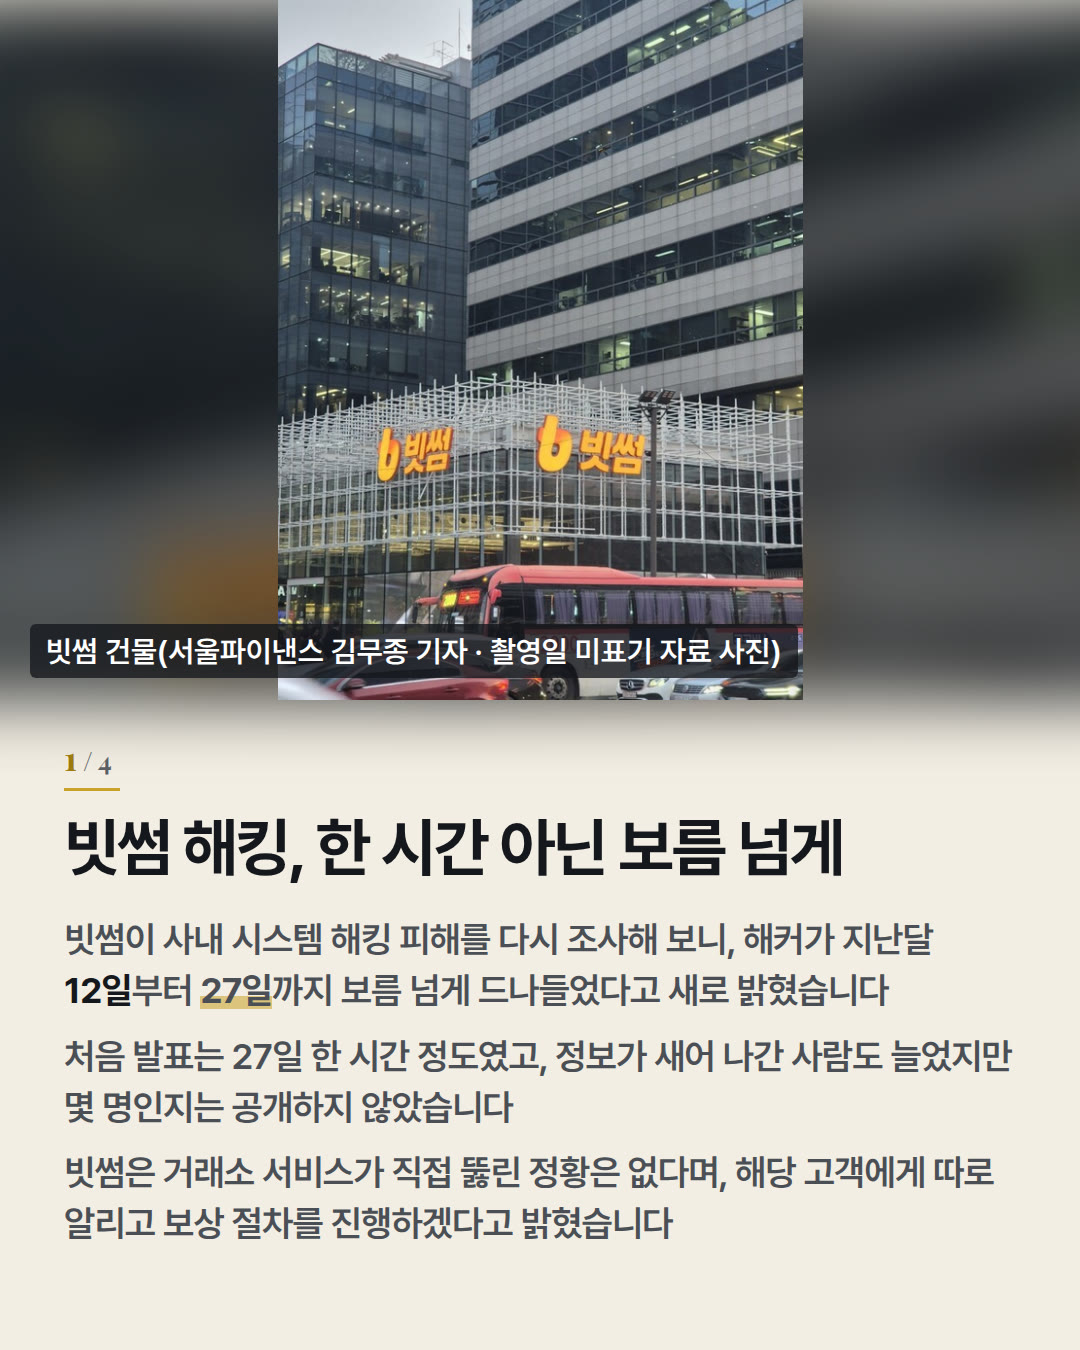 빗썸
빗썸
빗썸 건물(서울파이낸스 김무종 기자 · 촬영일 미표기 자료 사진)
1 / 4
빗썸 해킹, 한 시간 아닌 보름 넘게
빗썸이 사내 시스템 해킹 피해를 다시 조사해 보니, 해커가 지난달
12일부터 27일까지 보름 넘게 드나들었다고 새로 밝혔습니다
처음 발표는 27일 한 시간 정도였고, 정보가 새어 나간 사람도 늘었지만
몇 명인지는 공개하지 않았습니다
빗썸은 거래소 서비스가 직접 뚫린 정황은 없다며, 해당 고객에게 따로
알리고 보상 절차를 진행하겠다고 밝혔습니다